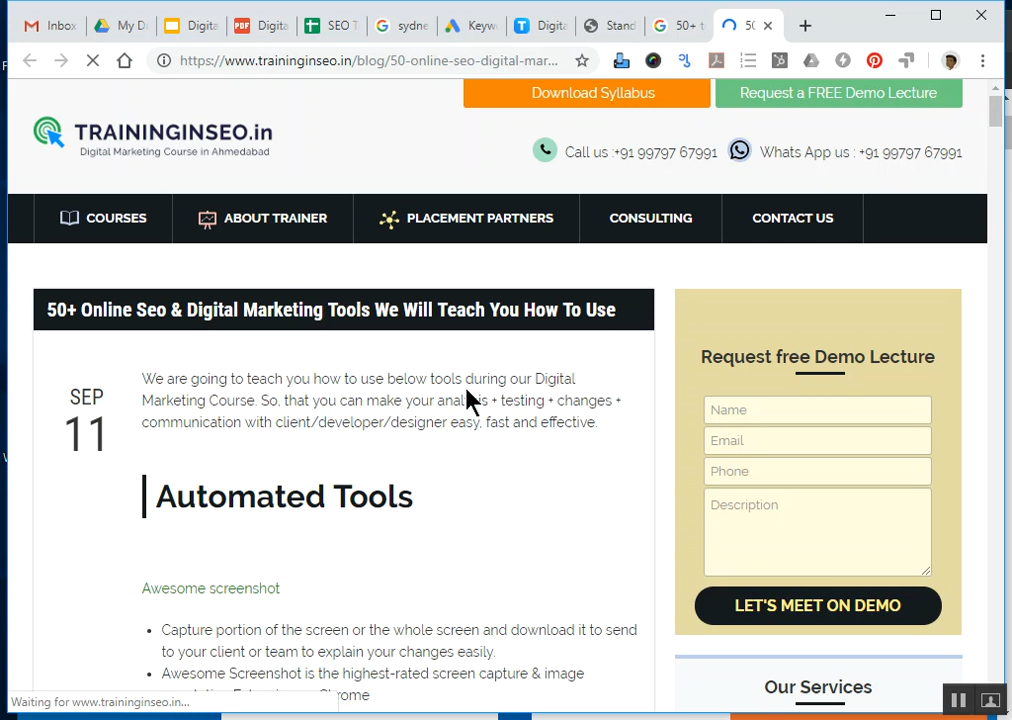 Inbox
My D
Digita
PDF
Digita
SEO T
sydne
Keyw
T
Digita
Stand
50+ t
50
https://www.traininginseo.in/blog/50-online-seo-digital-mar...
Download Syllabus
Request a FREE Demo Lecture
TRAININGINSEO.in
Digital Marketing Course in Ahmedabad
Call us :+91 99797 67991
Whats App us : +91 99797 67991
COURSES
ABOUT TRAINER
PLACEMENT PARTNERS
CONSULTING
CONTACT US
50+ Online Seo & Digital Marketing Tools We Will Teach You How To Use
SEP
11
We are going to teach you how to use below tools during our Digital
Marketing Course. So, that you can make your analysis + testing + changes +
communication with client/developer/designer easy, fast and effective.
Automated Tools
Awesome screenshot
• Capture portion of the screen or the whole screen and download it to send
to your client or team to explain your changes easily.
• Awesome Screenshot is the highest-rated screen capture & image
Chrome
Request free Demo Lecture
Name
Email
Phone
Description
LET'S MEET ON DEMO
Our Services
Waiting for www.traininginseo.in...